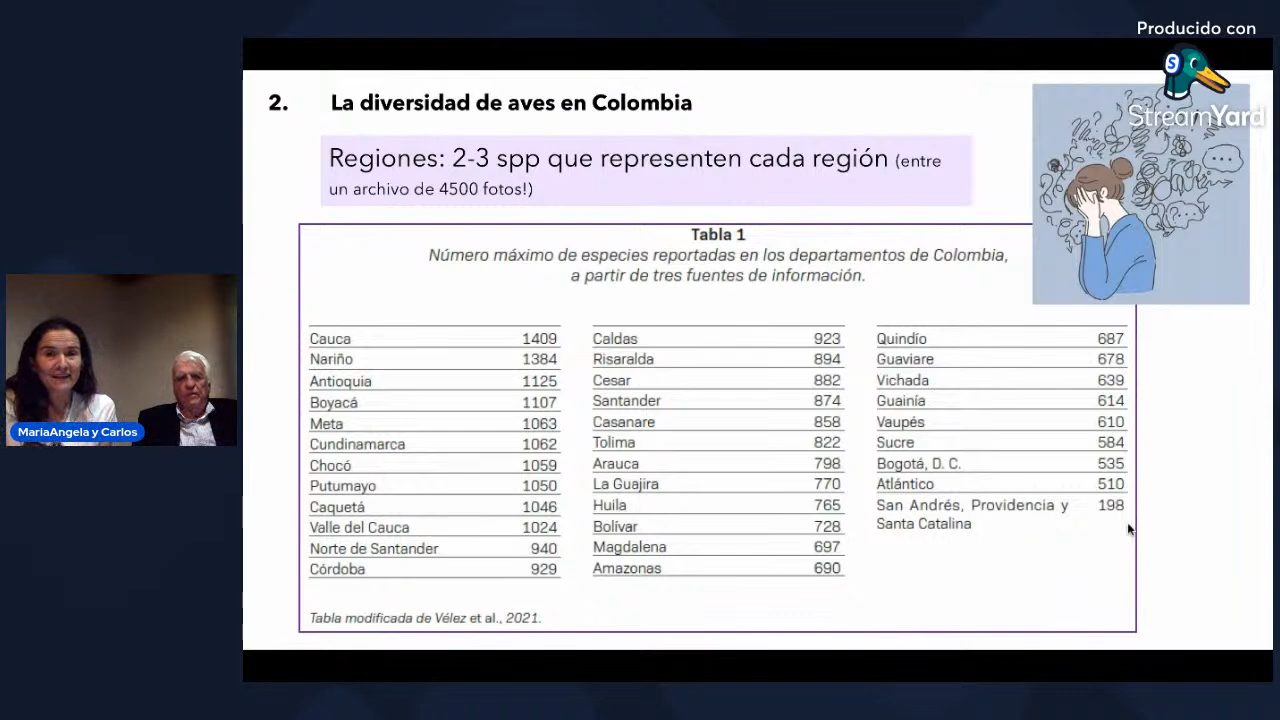 Producido con
StreamYard
2. La diversidad de aves en Colombia
Regiones: 2-3 spp que representen cada región (entre
un archivo de 4500 fotos!)
Tabla 1
Número máximo de especies reportadas en los departamentos de Colombia,
a partir de tres fuentes de información.
Cauca 1409
Nariño 1384
Antioquia 1125
Boyacá 1107
Meta 1063
Cundinamarca 1062
Chocó 1059
Putumayo 1050
Caquetá 1046
Valle del Cauca 1024
Norte de Santander 940
Córdoba 929
Caldas 923
Risaralda 894
Cesar 882
Santander 874
Casanare 858
Tolima 822
Arauca 798
La Guajira 770
Huila 765
Bolívar 728
Magdalena 697
Amazonas 690
Quindío 687
Guaviare 678
Vichada 639
Guainía 614
Vaupés 610
Sucre 584
Bogotá, D. C. 535
Atlántico 510
San Andrés, Providencia y 198
Santa Catalina
Tabla modificada de Vélez et al., 2021.
MariaAngela y Carlos